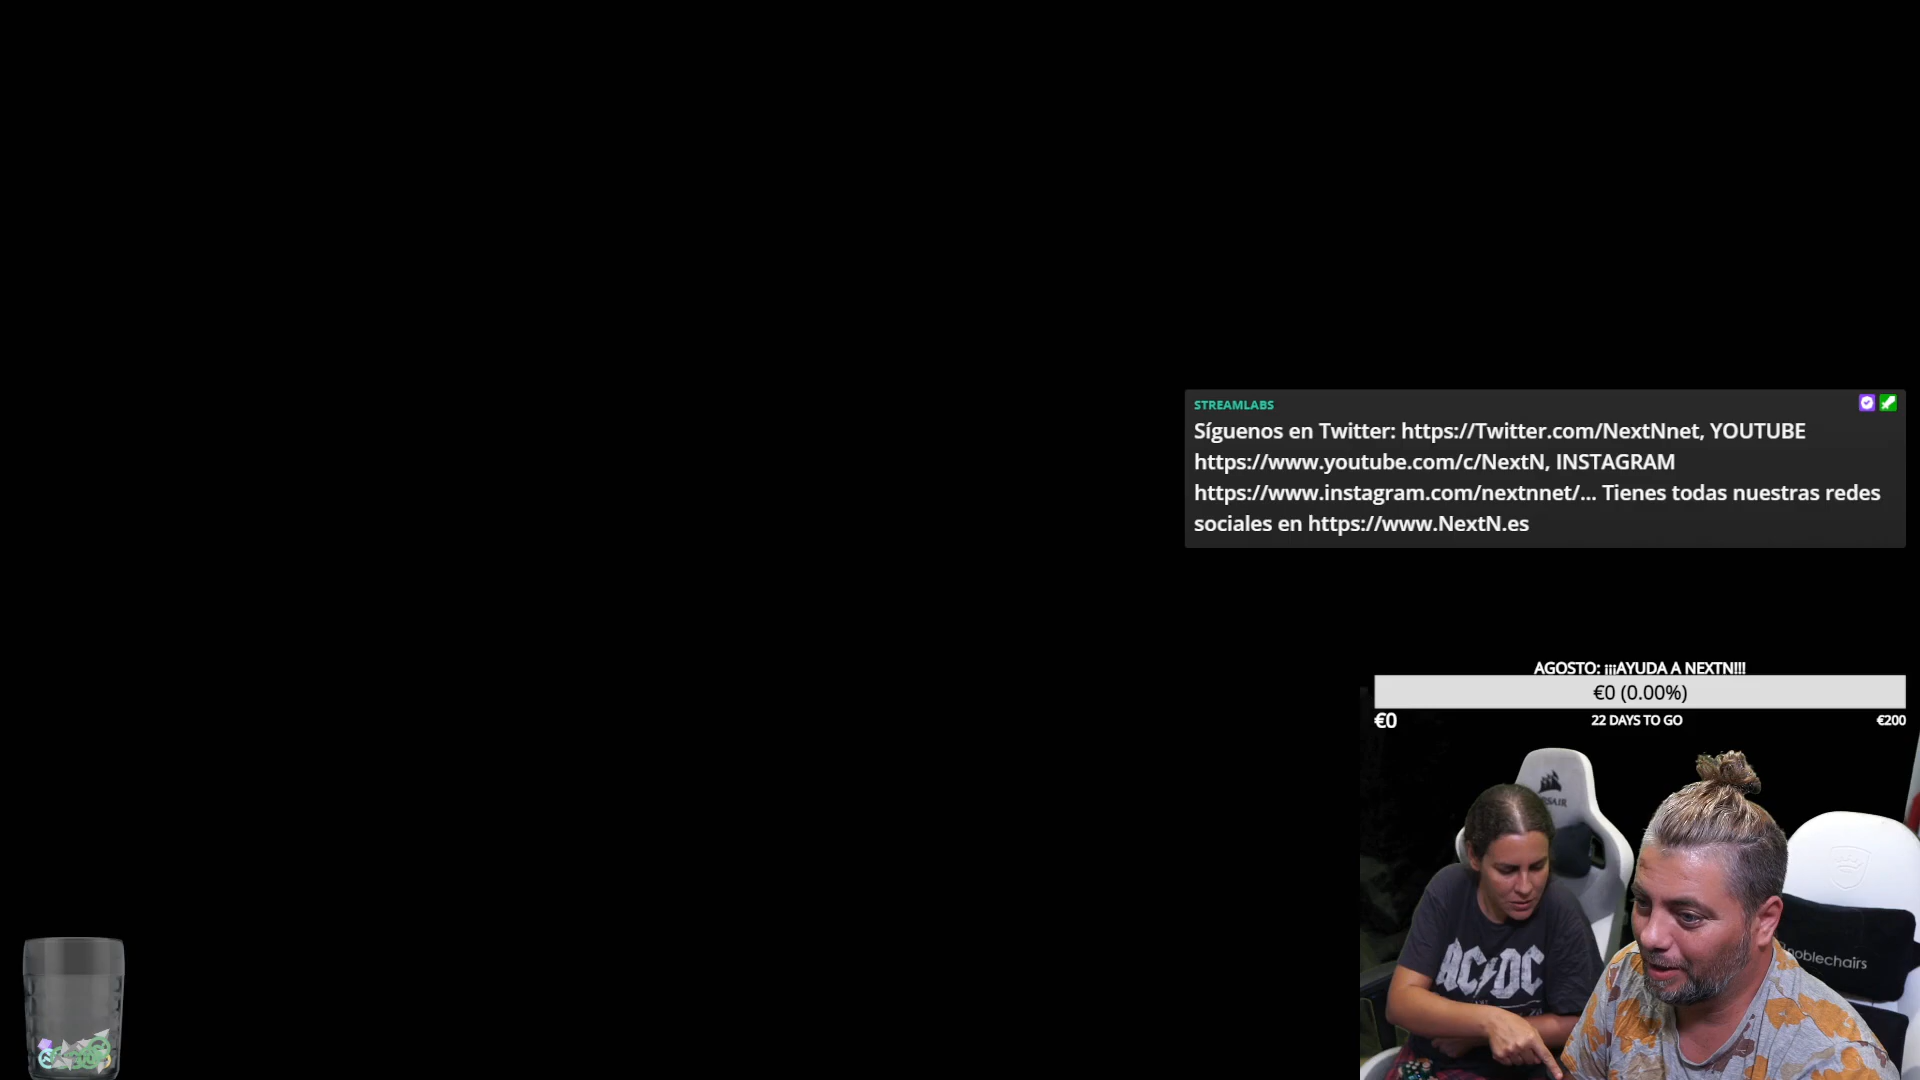 STREAMLABS
Síguenos en Twitter: https://Twitter.com/NextNnet, YOUTUBE
https://www.youtube.com/c/NextN, INSTAGRAM
https://www.instagram.com/nextnnet/... Tienes todas nuestras redes
sociales en https://www.NextN.es
AGOSTO: ¡¡¡AYUDA A NEXTN!!!
€0 (0.00%)
€0
22 DAYS TO GO
€200
AC/DC
noblechairs